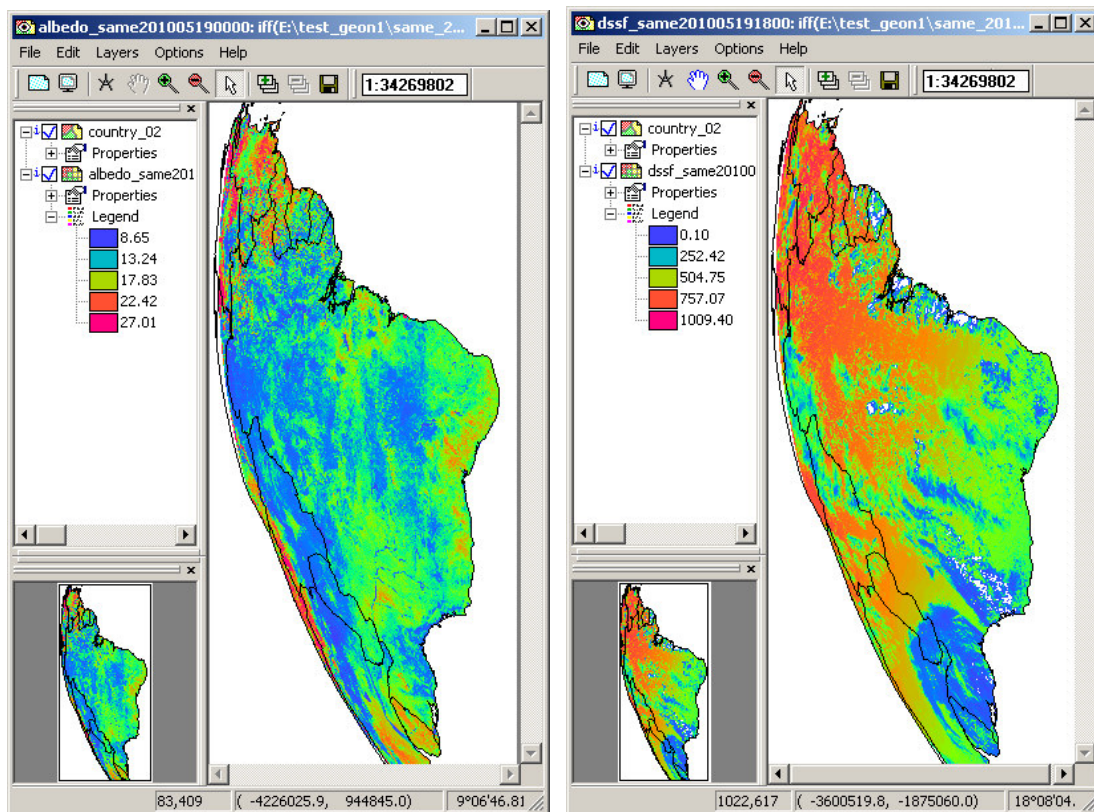 albedo_same201005190000: iff(E:\test_geon1\same_2...
File Edit Layers Options Help
1:34269802
country_02
Properties
albedo_same201
Properties
Legend
8.65
13.24
17.83
22.42
27.01
83,409 ( -4226025.9, 944845.0) 9°06'46.81
dssf_same201005191800: iff(E:\test_geon1\same_201...
File Edit Layers Options Help
1:34269802
country_02
Properties
dssf_same20100
Properties
Legend
0.10
252.42
504.75
757.07
1009.40
1022,617 ( -3600519.8, -1875060.0) 18°08'04.